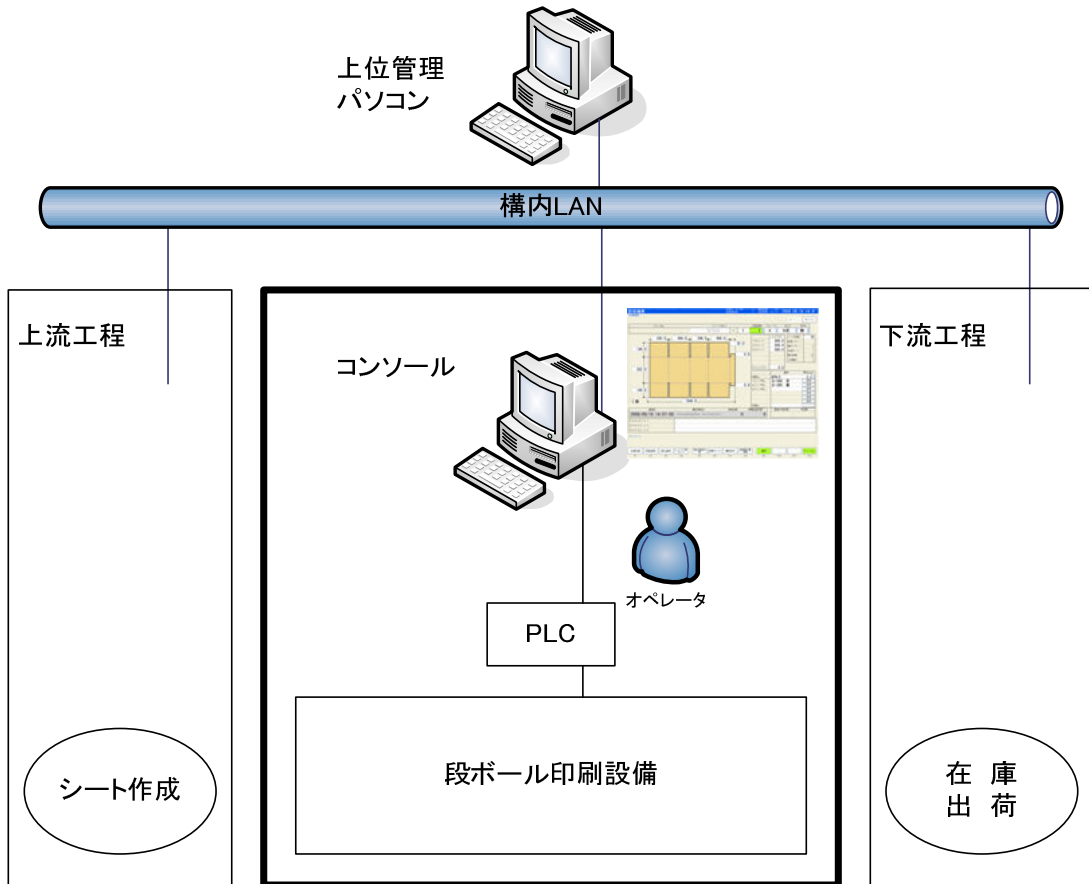 上位管理
パソコン
構内LAN
上流工程
コンソール
下流工程
オペレータ
PLC
シート作成
段ボール印刷設備
在 庫
出 荷